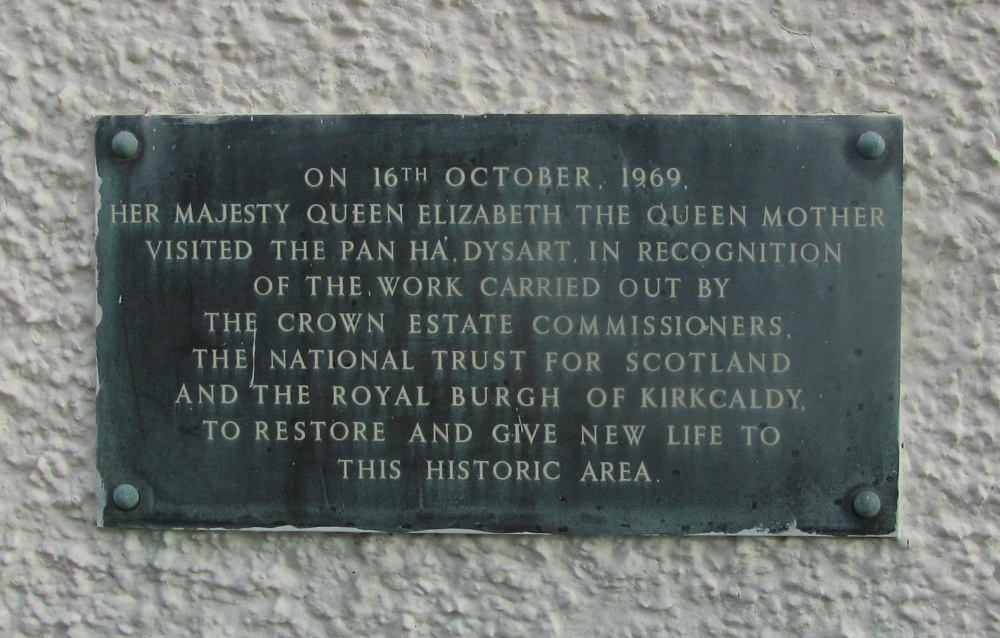 ON 16TH OCTOBER, 1969,
HER MAJESTY QUEEN ELIZABETH THE QUEEN MOTHER
VISITED THE PAN HA', DYSART, IN RECOGNITION
OF THE WORK CARRIED OUT BY
THE CROWN ESTATE COMMISSIONERS,
THE NATIONAL TRUST FOR SCOTLAND
AND THE ROYAL BURGH OF KIRKCALDY,
TO RESTORE AND GIVE NEW LIFE TO
THIS HISTORIC AREA.